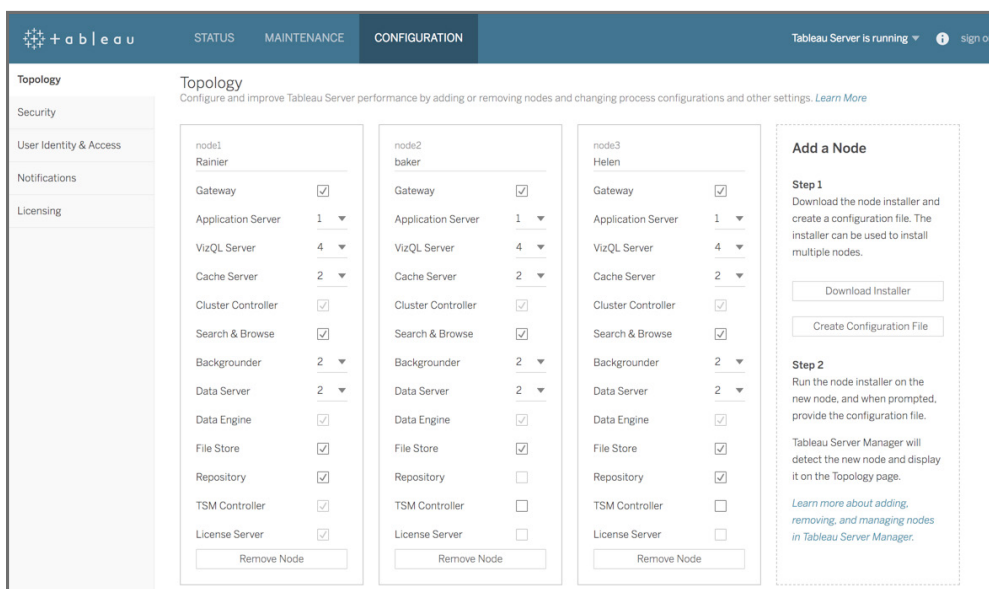 + a b | e a u
STATUS MAINTENANCE CONFIGURATION
Tableau Server is running
i
sign o
Topology
Security
User Identity & Access
Notifications
Licensing
Topology
Configure and improve Tableau Server performance by adding or removing nodes and changing process configurations and other settings. Learn More
node1
Rainier
Gateway
Application Server 1
VizQL Server 4
Cache Server 2
Cluster Controller
Search & Browse
Backgrounder 2
Data Server 2
Data Engine
File Store
Repository
TSM Controller
License Server
Remove Node
node2
baker
Gateway
Application Server 1
VizQL Server 4
Cache Server 2
Cluster Controller
Search & Browse
Backgrounder 2
Data Server 2
Data Engine
File Store
Repository
TSM Controller
License Server
Remove Node
node3
Helen
Gateway
Application Server 1
VizQL Server 4
Cache Server 2
Cluster Controller
Search & Browse
Backgrounder 2
Data Server 2
Data Engine
File Store
Repository
TSM Controller
License Server
Remove Node
Add a Node
Step 1
Download the node installer and
create a configuration file. The
installer can be used to install
multiple nodes.
Download Installer
Create Configuration File
Step 2
Run the node installer on the
new node, and when prompted,
provide the configuration file.
Tableau Server Manager will
detect the new node and display
it on the Topology page.
Learn more about adding,
removing, and managing nodes
in Tableau Server Manager.